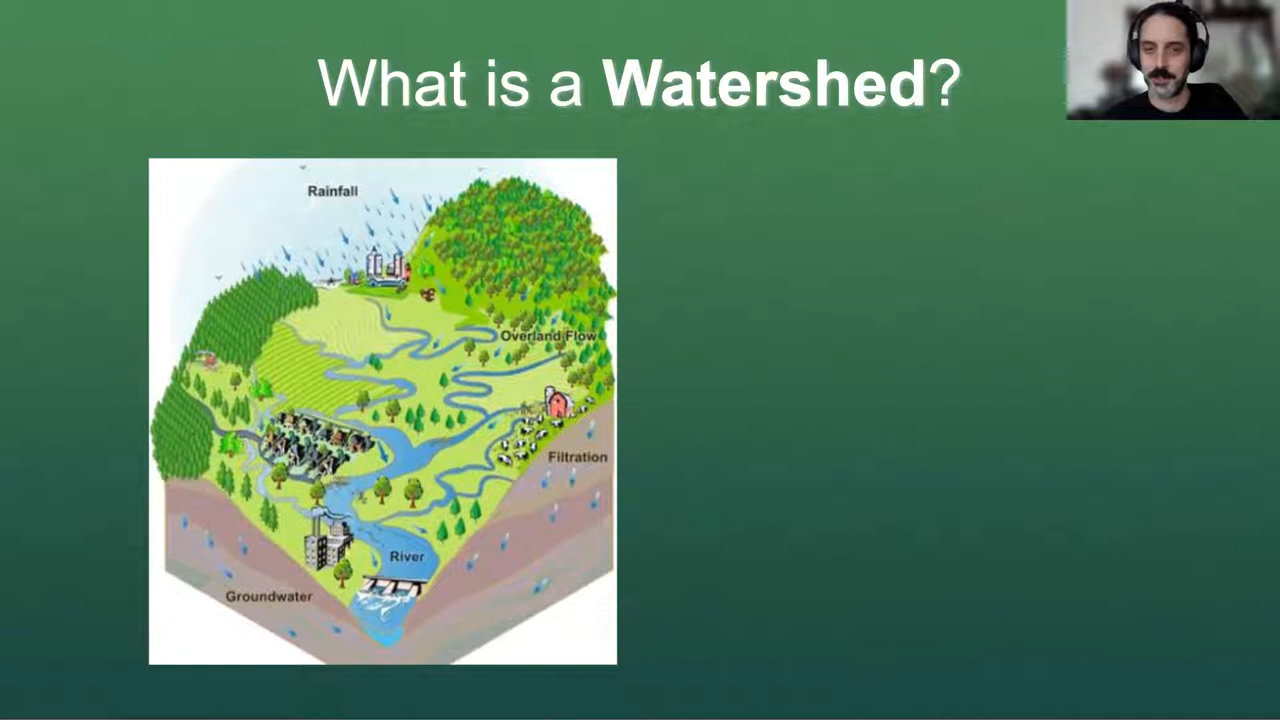 What is a Watershed?
Rainfall
Overland Flow
Filtration
River
Groundwater